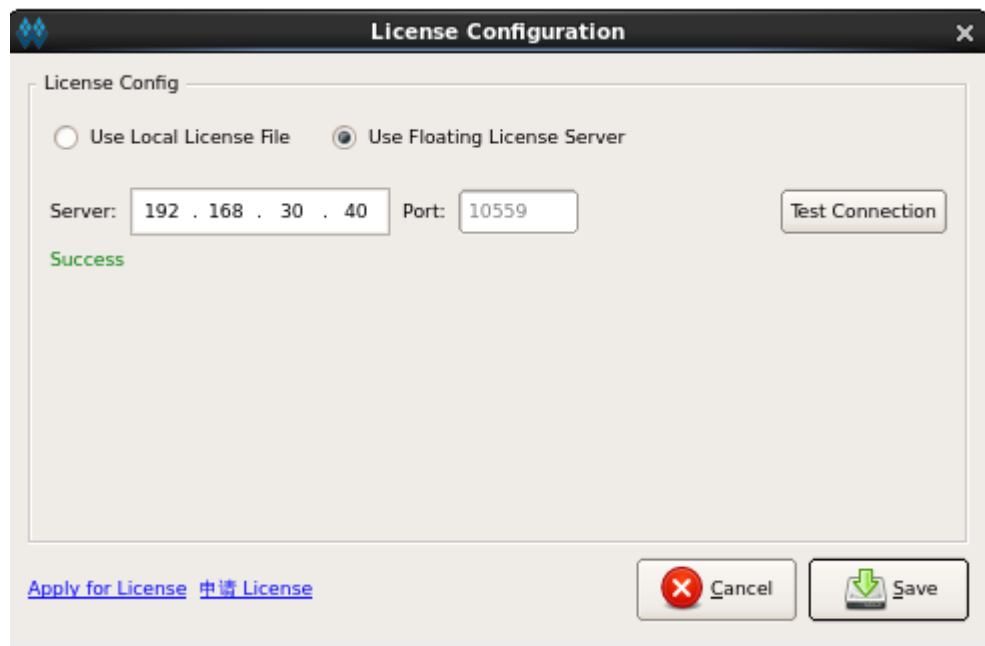 License Configuration
License Config
Use Local License File Use Floating License Server
Server: 192 . 168 . 30 . 40 Port: 10559 Test Connection
Success
Apply for License 申请 License Cancel Save